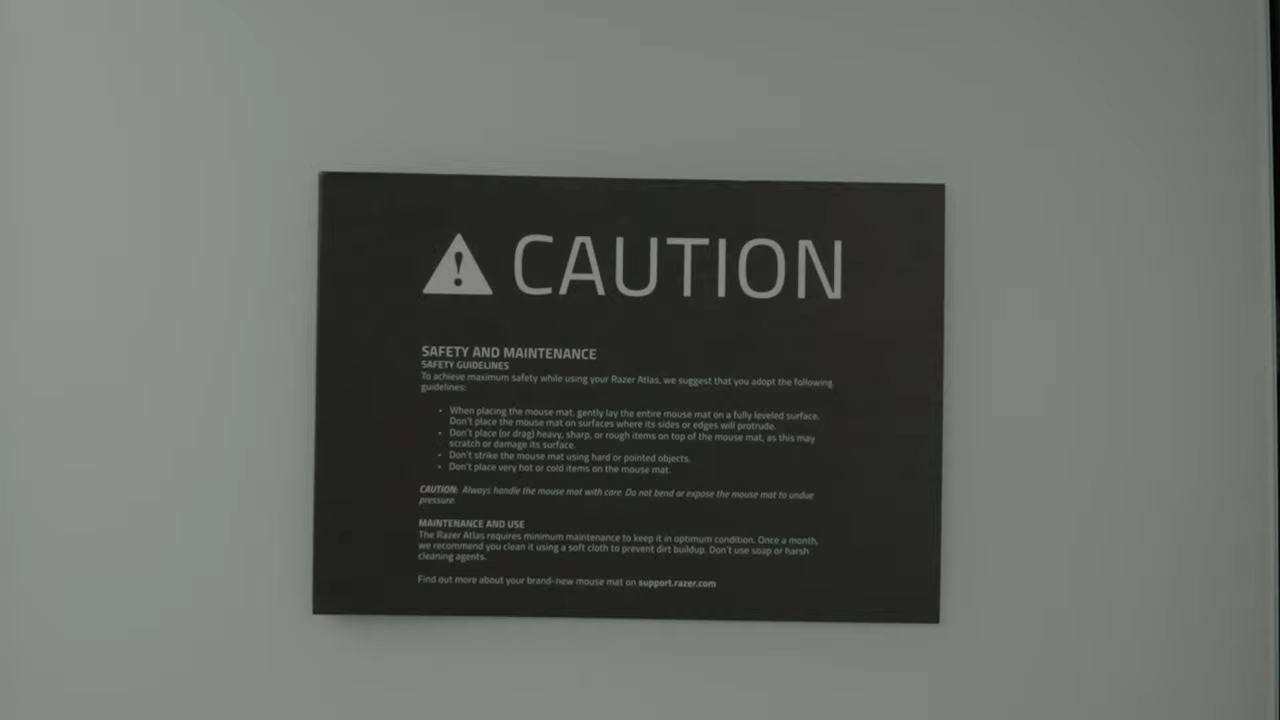 CAUTION
SAFETY AND MAINTENANCE
SAFETY GUIDELINES
To achieve maximum safety while using your Razer Atlas, we suggest that you adopt the following
guidelines:
• When placing the mouse mat, gently lay the entire mouse mat on a fully leveled surface.
Don't place the mouse mat on surfaces where its sides or edges will protrude.
• Don't place (or drag) heavy, sharp, or rough items on top of the mouse mat, as this may
scratch or damage its surface.
• Don't strike the mouse mat using hard or pointed objects.
• Don't place very hot or cold items on the mouse mat.
CAUTION: Always handle the mouse mat with care. Do not bend or expose the mouse mat to undue
pressure.
MAINTENANCE AND USE
The Razer Atlas requires minimum maintenance to keep it in optimum condition. Once a month,
we recommend you clean it using a soft cloth to prevent dirt buildup. Don't use soap or harsh
cleaning agents.
Find out more about your brand-new mouse mat on support.razer.com